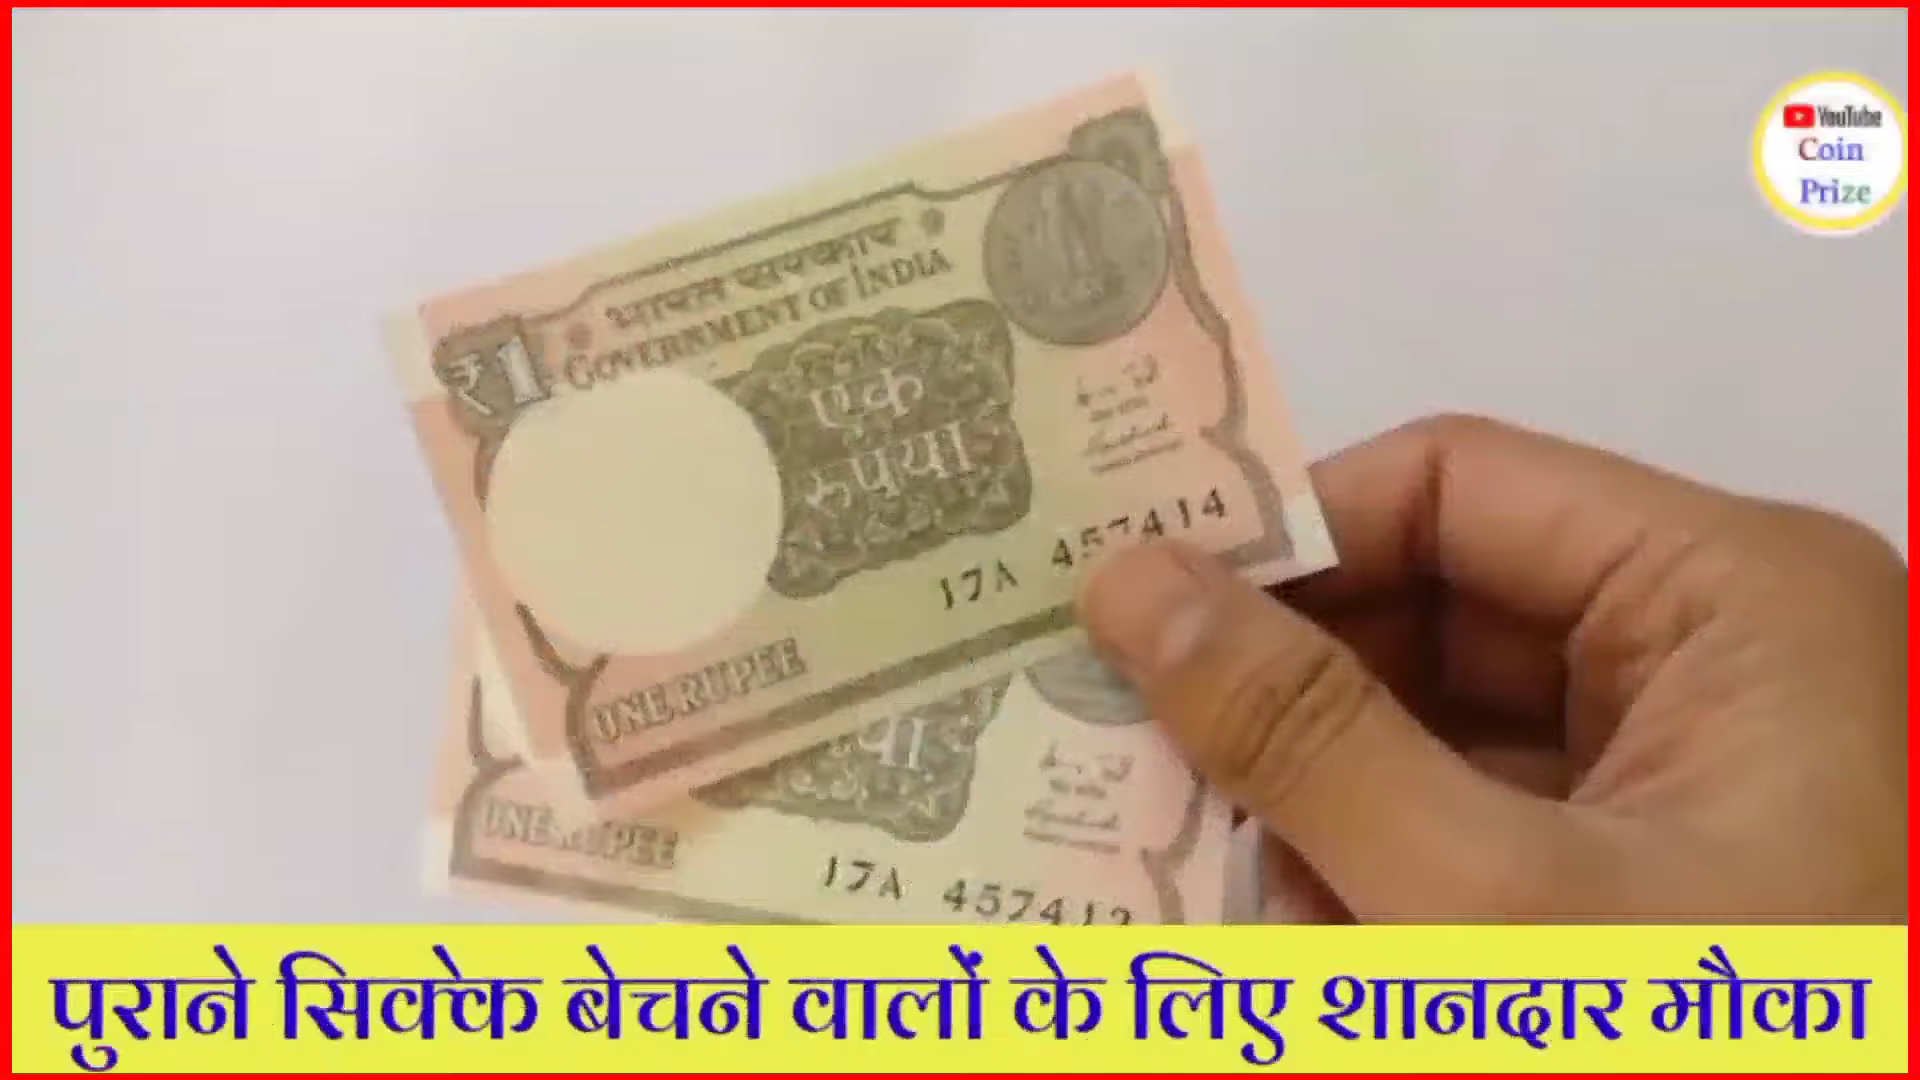 YouTube
Coin
Prize
भारत सरकार
GOVERNMENT OF INDIA
₹1
एक
रुपया
17A 457414
ONE RUPEE
या
ONE RUPEE
17A 457413
पुराने सिक्के बेचने वालों के लिए शानदार मौका